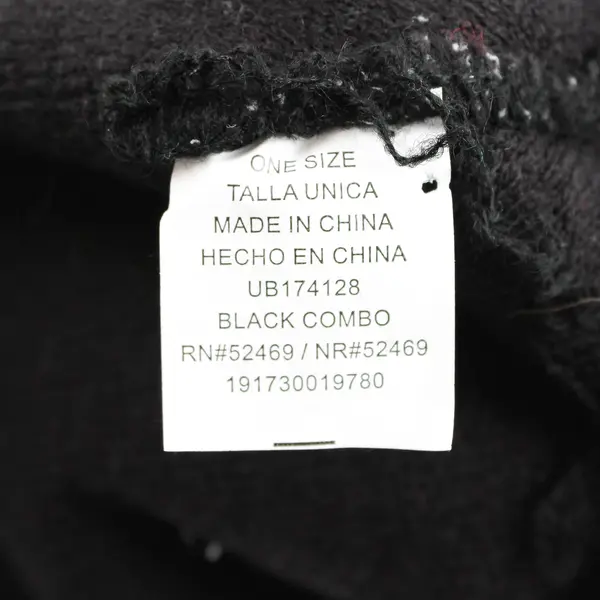 ONE SIZE
TALLA UNICA
MADE IN CHINA
HECHO EN CHINA
UB174128
BLACK COMBO
RN#52469 / NR#52469
191730019780